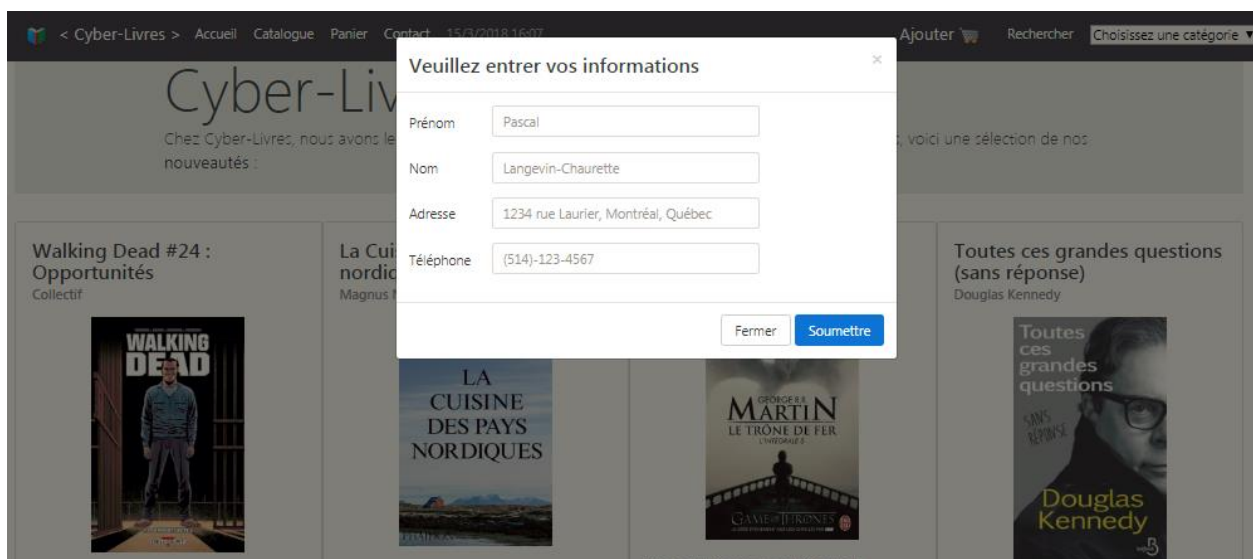 < Cyber-Livres > Accueil Catalogue Panier Contact 15/3/2018 16:07 Ajouter Rechercher Choisissez une catégorie
Veuillez entrer vos informations ×
Prénom Pascal
Nom Langevin-Chaurette
Adresse 1234 rue Laurier, Montréal, Québec
Téléphone (514)-123-4567
Fermer Soumettre
Cyber-Liv
Chez Cyber-Livres, nous avons le voici une sélection de nos
nouveautés :
Walking Dead #24 :
Opportunités
Collectif
WALKING
DEAD
La Cui
nordic
Magnus
LA
CUISINE
DES PAYS
NORDIQUES
GEORGE R.R.
MARTIN
LE TRÔNE DE FER
L'INTÉGRALE 5
GAME OF THRONES
Toutes ces grandes questions
(sans réponse)
Douglas Kennedy
Toutes
ces
grandes
questions
SANS
RÉPONSE
Douglas
Kennedy